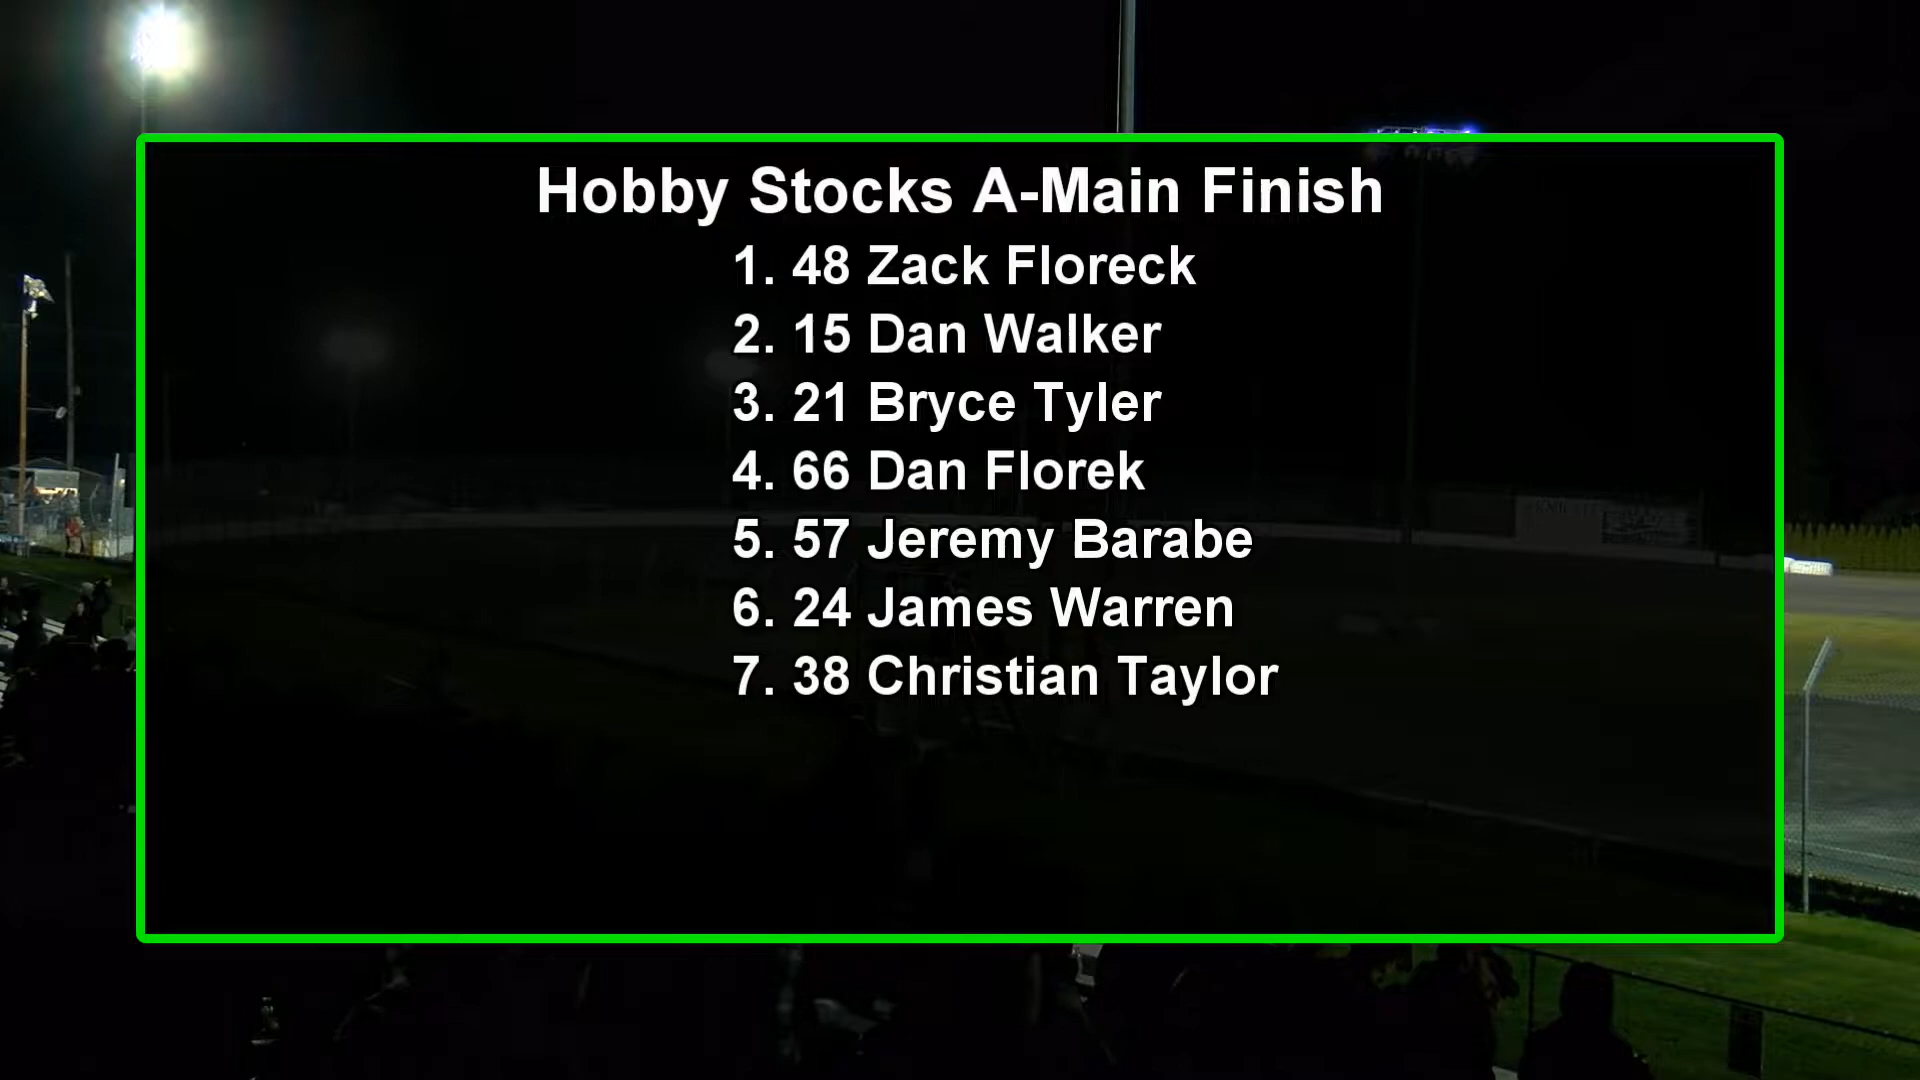 Hobby Stocks A-Main Finish
1. 48 Zack Floreck
2. 15 Dan Walker
3. 21 Bryce Tyler
4. 66 Dan Florek
5. 57 Jeremy Barabe
6. 24 James Warren
7. 38 Christian Taylor